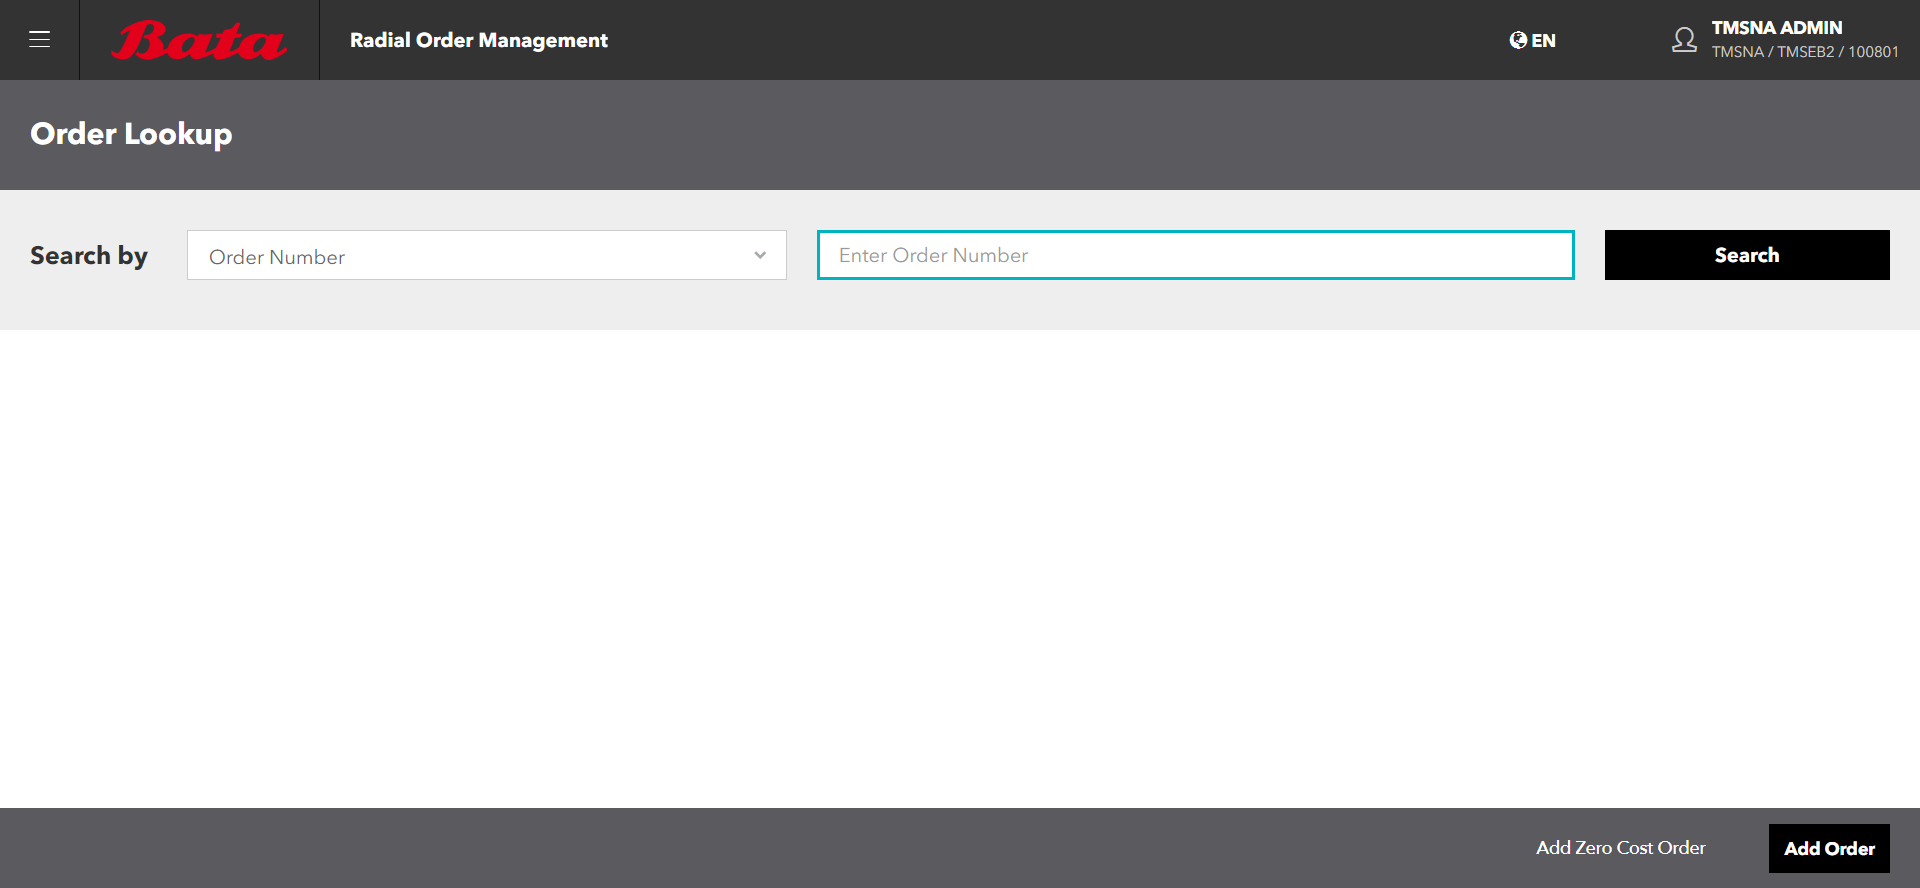 Bata
Radial Order Management
EN
TMSNA ADMIN
TMSNA / TMSEB2 / 100801
Order Lookup
Search by
Order Number
Enter Order Number
Search
Add Zero Cost Order
Add Order